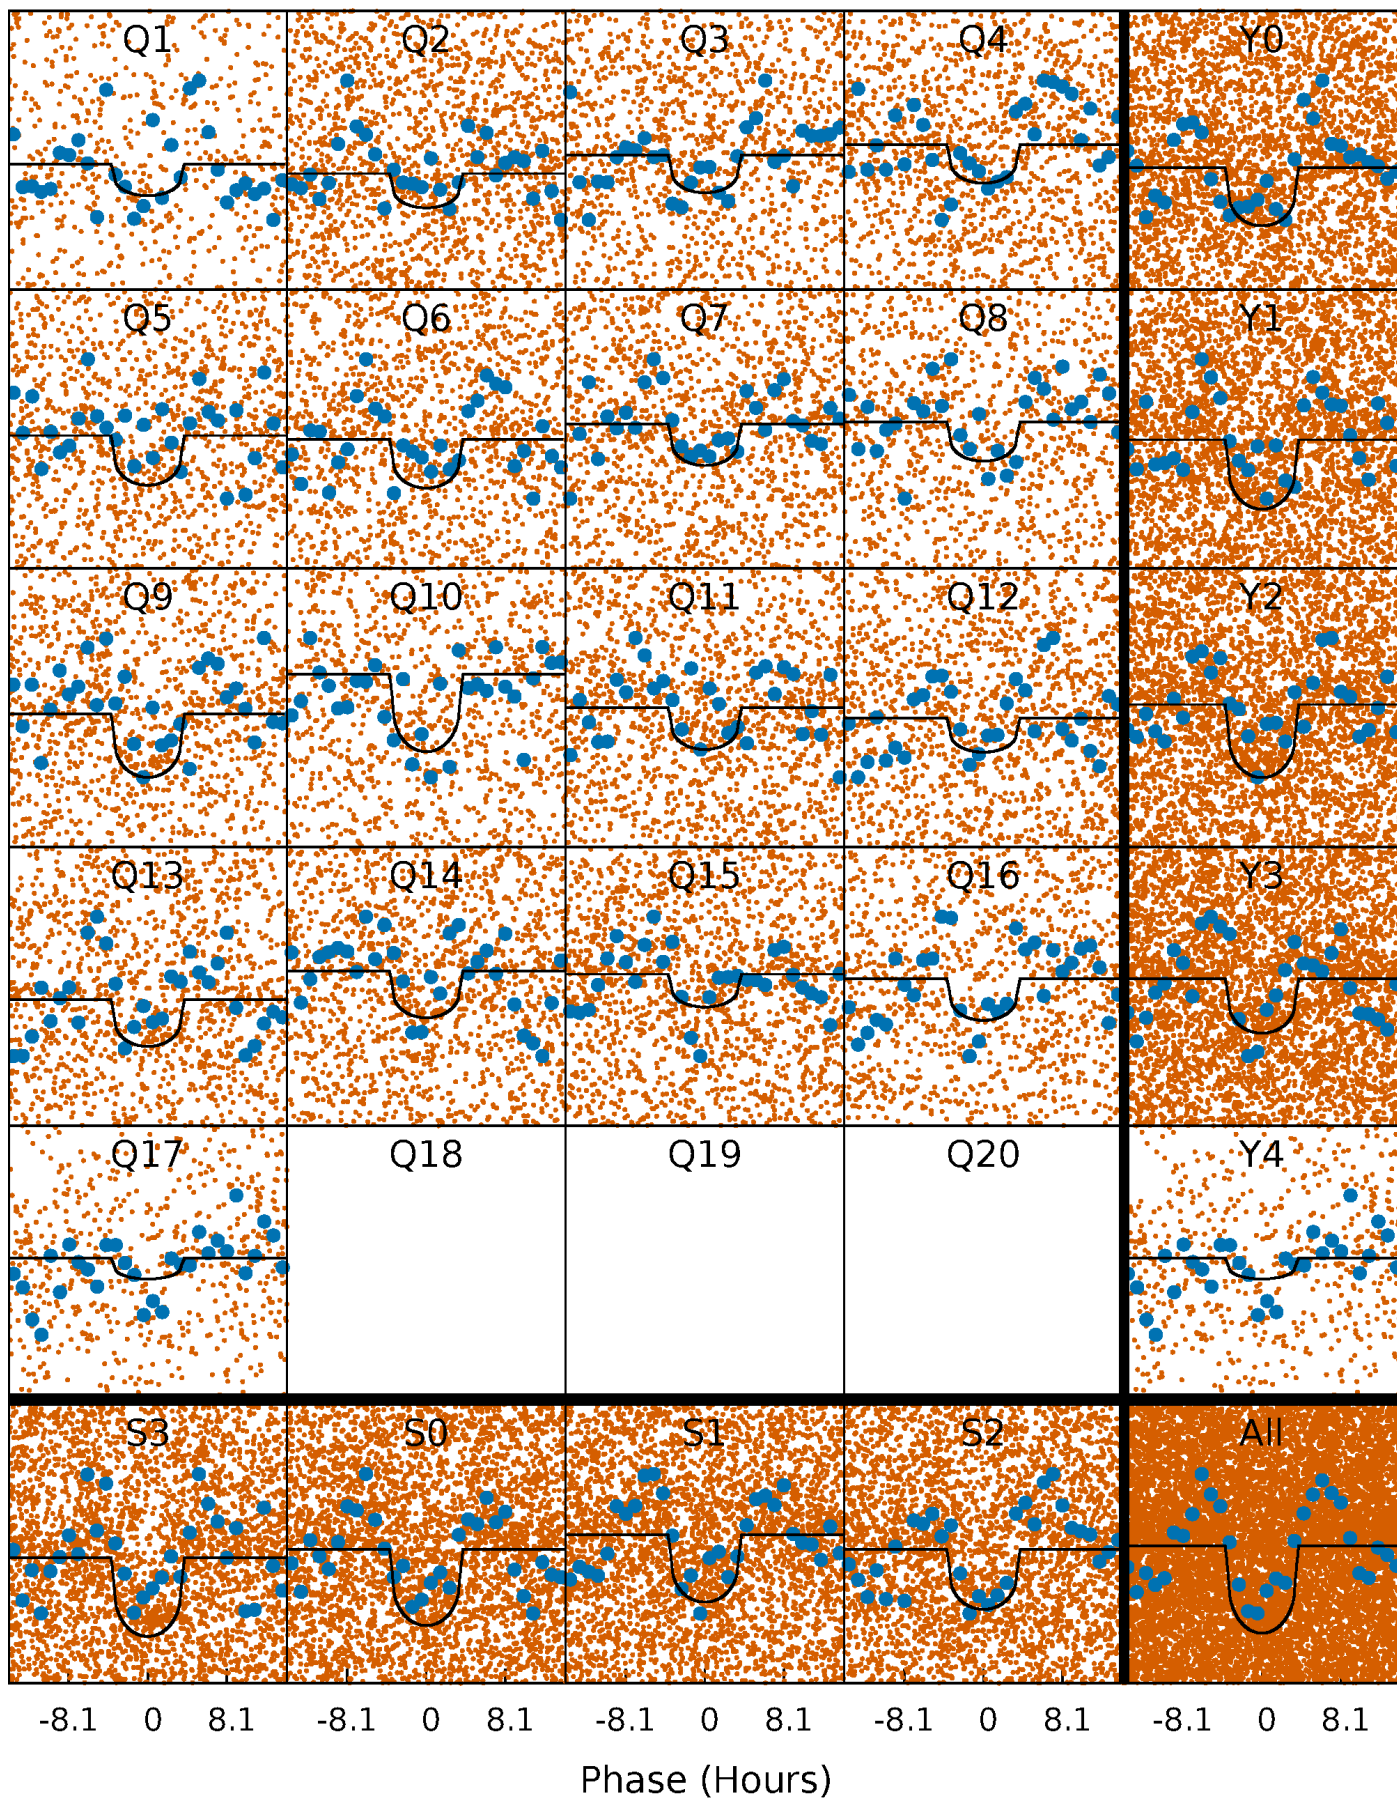 Q1 Q2 Q3 Q4 Y0
Q5 Q6 Q7 Q8 Y1
Q9 Q10 Q11 Q12 Y2
Q13 Q14 Q15 Q16 Y3
Q17 Q18 Q19 Q20 Y4
S3 S0 S1 S2 All
-8.1 0 8.1 -8.1 0 8.1 -8.1 0 8.1 -8.1 0 8.1 -8.1 0 8.1
Phase (Hours)